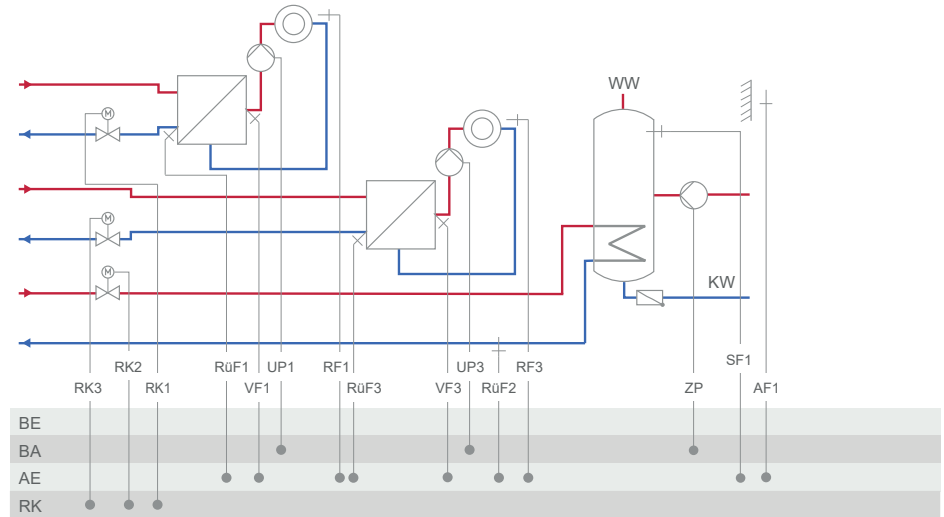 WW
M
M
M
KW
RK2 RüF1 UP1 RF1 UP3 RF3 SF1
RK3 RK1 VF1 RüF3 VF3 RüF2 ZP AF1
BE
BA
AE
RK